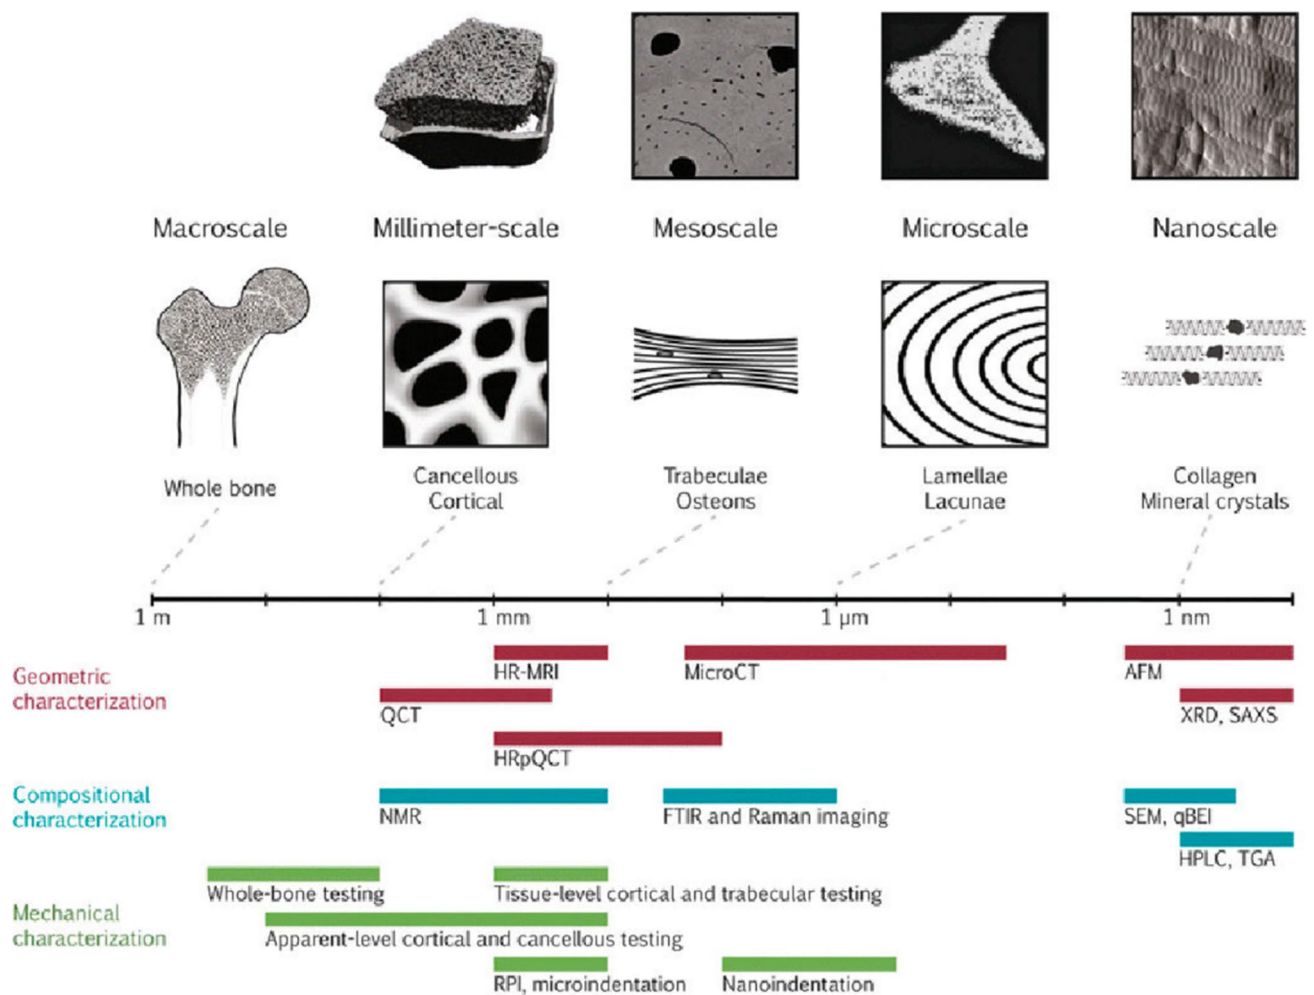 Macroscale
Millimeter-scale
Mesoscale
Microscale
Nanoscale
Whole bone
Cancellous
Cortical
Trabeculae
Osteons
Lamellae
Lacunae
Collagen
Mineral crystals
1 m
1 mm
1 µm
1 nm
Geometric
characterization
HR-MRI
MicroCT
AFM
QCT
XRD, SAXS
HRpQCT
Compositional
characterization
NMR
FTIR and Raman imaging
SEM, qBEI
HPLC, TGA
Mechanical
characterization
Whole-bone testing
Tissue-level cortical and trabecular testing
Apparent-level cortical and cancellous testing
RPI, microindentation
Nanoindentation